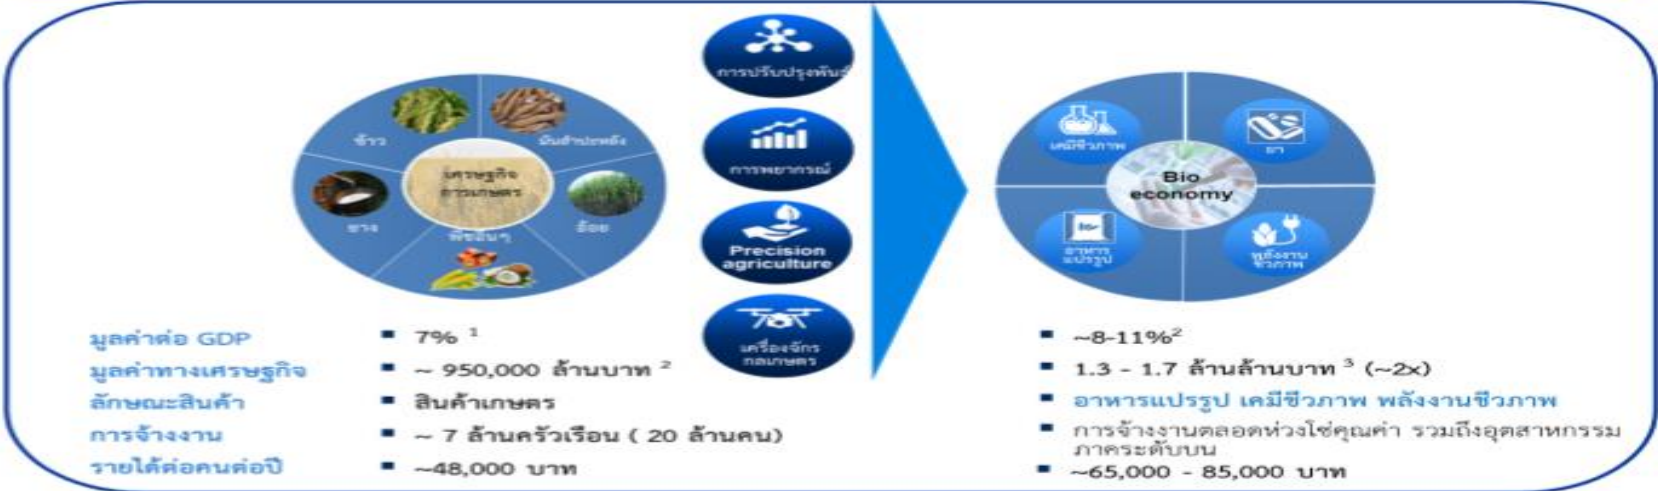 ข้าว
มันสำปะหลัง
เศรษฐกิจ
การเกษตร
ยาง
อ้อย
พืชอื่นๆ
การปรับปรุงพันธุ์
การพยากรณ์
Precision
agriculture
เครื่องจักร
กลเกษตร
เคมีชีวภาพ
ยา
Bio
economy
อาหาร
แปรรูป
พลังงาน
ชีวภาพ
มูลค่าต่อ GDP ▪ 7% ¹ ▪ ~8-11%²
มูลค่าทางเศรษฐกิจ ▪ ~ 950,000 ล้านบาท ² ▪ 1.3 - 1.7 ล้านล้านบาท ³ (~2x)
ลักษณะสินค้า ▪ สินค้าเกษตร ▪ อาหารแปรรูป เคมีชีวภาพ พลังงานชีวภาพ
การจ้างงาน ▪ ~ 7 ล้านครัวเรือน ( 20 ล้านคน) ▪ การจ้างงานตลอดห่วงโซ่คุณค่า รวมถึงอุตสาหกรรม
ภาคระดับบน
รายได้ต่อคนต่อปี ▪ ~48,000 บาท ▪ ~65,000 - 85,000 บาท